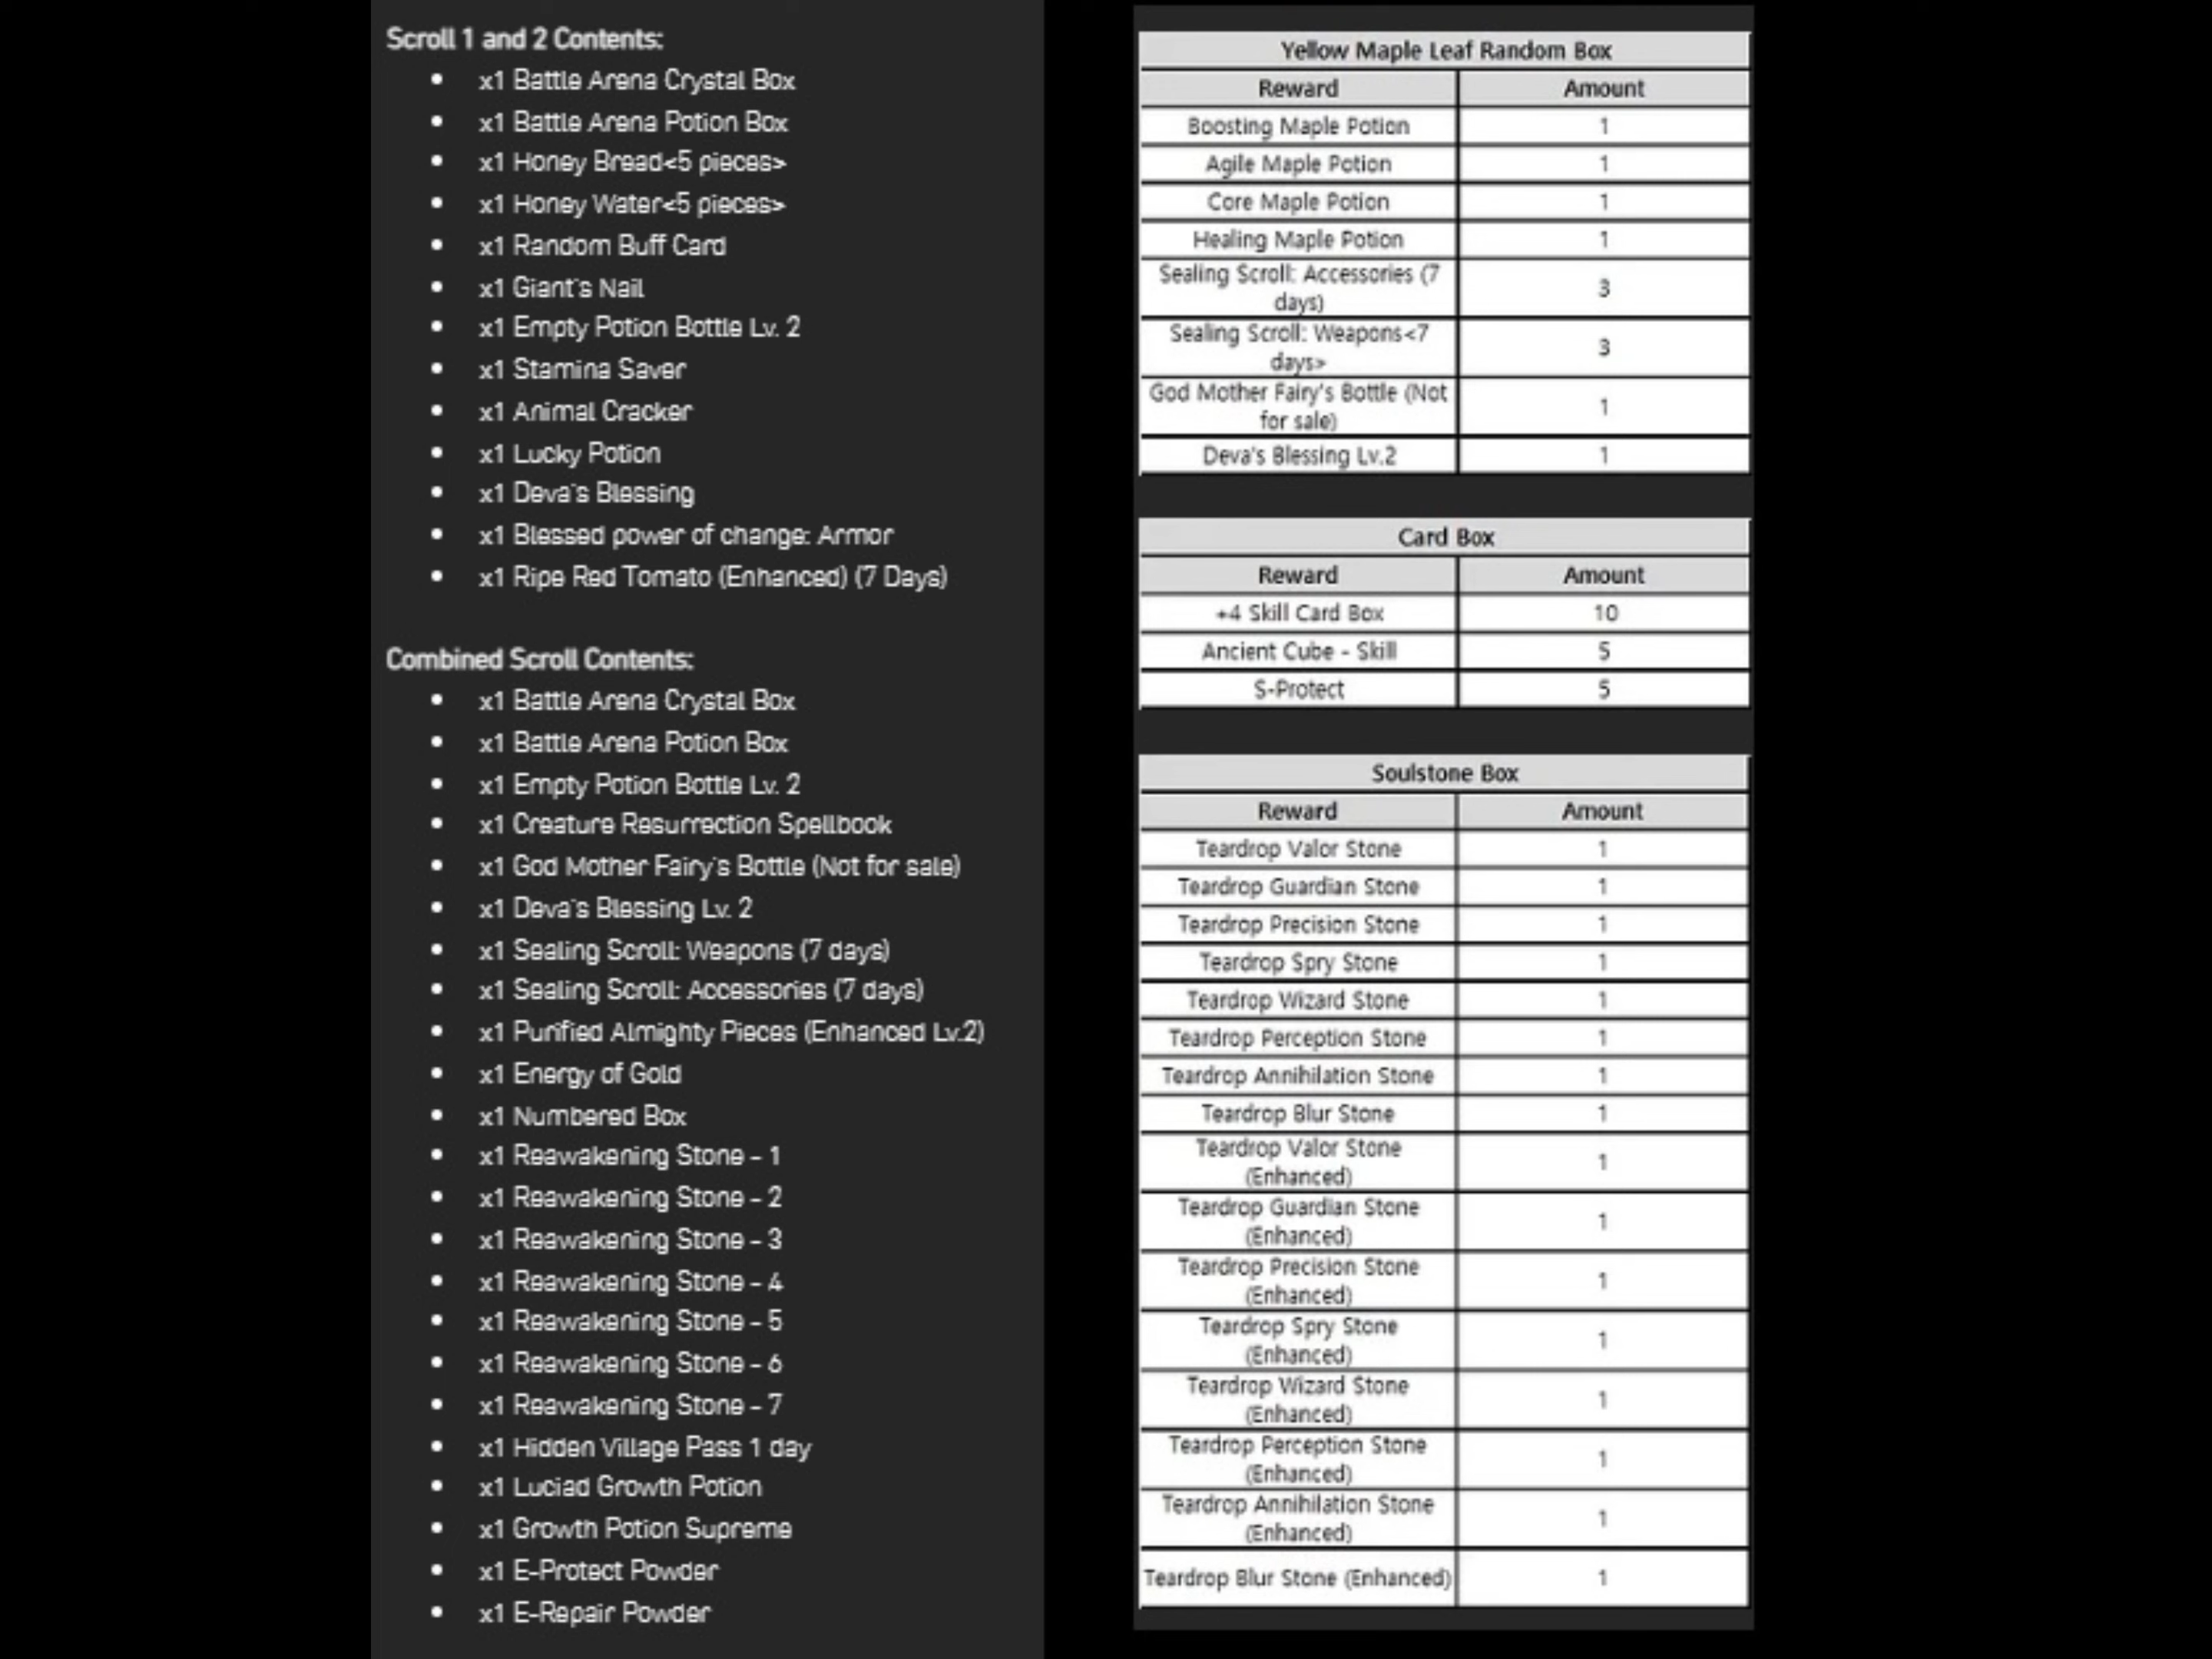 Scroll 1 and 2 Contents:
• x1 Battle Arena Crystal Box
• x1 Battle Arena Potion Box
• x1 Honey Bread<5 pieces>
• x1 Honey Water<5 pieces>
• x1 Random Buff Card
• x1 Giant's Nail
• x1 Empty Potion Bottle Lv. 2
• x1 Stamina Saver
• x1 Animal Cracker
• x1 Lucky Potion
• x1 Deva's Blessing
• x1 Blessed power of change: Armor
• x1 Ripe Red Tomato (Enhanced) (7 Days)
Combined Scroll Contents:
• x1 Battle Arena Crystal Box
• x1 Battle Arena Potion Box
• x1 Empty Potion Bottle Lv. 2
• x1 Creature Resurrection Spellbook
• x1 God Mother Fairy's Bottle (Not for sale)
• x1 Deva's Blessing Lv. 2
• x1 Sealing Scroll: Weapons (7 days)
• x1 Sealing Scroll: Accessories (7 days)
• x1 Purified Almighty Pieces (Enhanced Lv.2)
• x1 Energy of Gold
• x1 Numbered Box
• x1 Reawakening Stone - 1
• x1 Reawakening Stone - 2
• x1 Reawakening Stone - 3
• x1 Reawakening Stone - 4
• x1 Reawakening Stone - 5
• x1 Reawakening Stone - 6
• x1 Reawakening Stone - 7
• x1 Hidden Village Pass 1 day
• x1 Luciad Growth Potion
• x1 Growth Potion Supreme
• x1 E-Protect Powder
• x1 E-Repair Powder
Yellow Maple Leaf Random Box
Reward Amount
Boosting Maple Potion 1
Agile Maple Potion 1
Core Maple Potion 1
Healing Maple Potion 1
Sealing Scroll: Accessories (7
days) 3
Sealing Scroll: Weapons<7
days> 3
God Mother Fairy's Bottle (Not
for sale) 1
Deva's Blessing Lv.2 1
Card Box
Reward Amount
+4 Skill Card Box 10
Ancient Cube - Skill 5
S-Protect 5
Soulstone Box
Reward Amount
Teardrop Valor Stone 1
Teardrop Guardian Stone 1
Teardrop Precision Stone 1
Teardrop Spry Stone 1
Teardrop Wizard Stone 1
Teardrop Perception Stone 1
Teardrop Annihilation Stone 1
Teardrop Blur Stone 1
Teardrop Valor Stone
(Enhanced) 1
Teardrop Guardian Stone
(Enhanced) 1
Teardrop Precision Stone
(Enhanced) 1
Teardrop Spry Stone
(Enhanced) 1
Teardrop Wizard Stone
(Enhanced) 1
Teardrop Perception Stone
(Enhanced) 1
Teardrop Annihilation Stone
(Enhanced) 1
Teardrop Blur Stone (Enhanced) 1